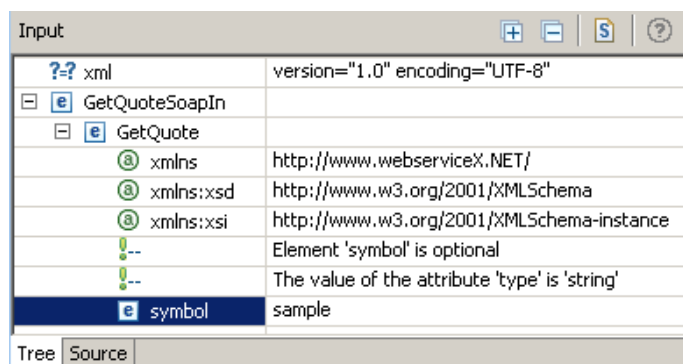 Input
S
?
?=? xml version="1.0" encoding="UTF-8"
e GetQuoteSoapIn
e GetQuote
a xmlns http://www.webserviceX.NET/
a xmlns:xsd http://www.w3.org/2001/XMLSchema
a xmlns:xsi http://www.w3.org/2001/XMLSchema-instance
!-- Element 'symbol' is optional
!-- The value of the attribute 'type' is 'string'
e symbol sample
Tree Source